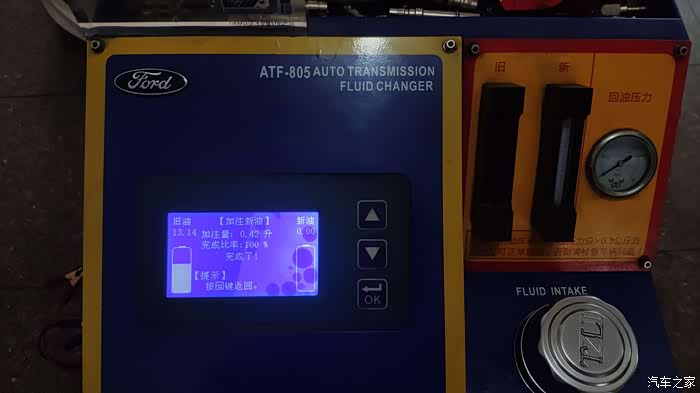 Ford
ATF-805 AUTO TRANSMISSION
FLUID CHANGER
旧油 【加注新油】 新油
13.14 加注量: 0.42 升 0.00
完成比率:100 %
完成了!
【提示】
按回键返回。
OK
旧 新
回油压力
FLUID INTAKE
汽车之家